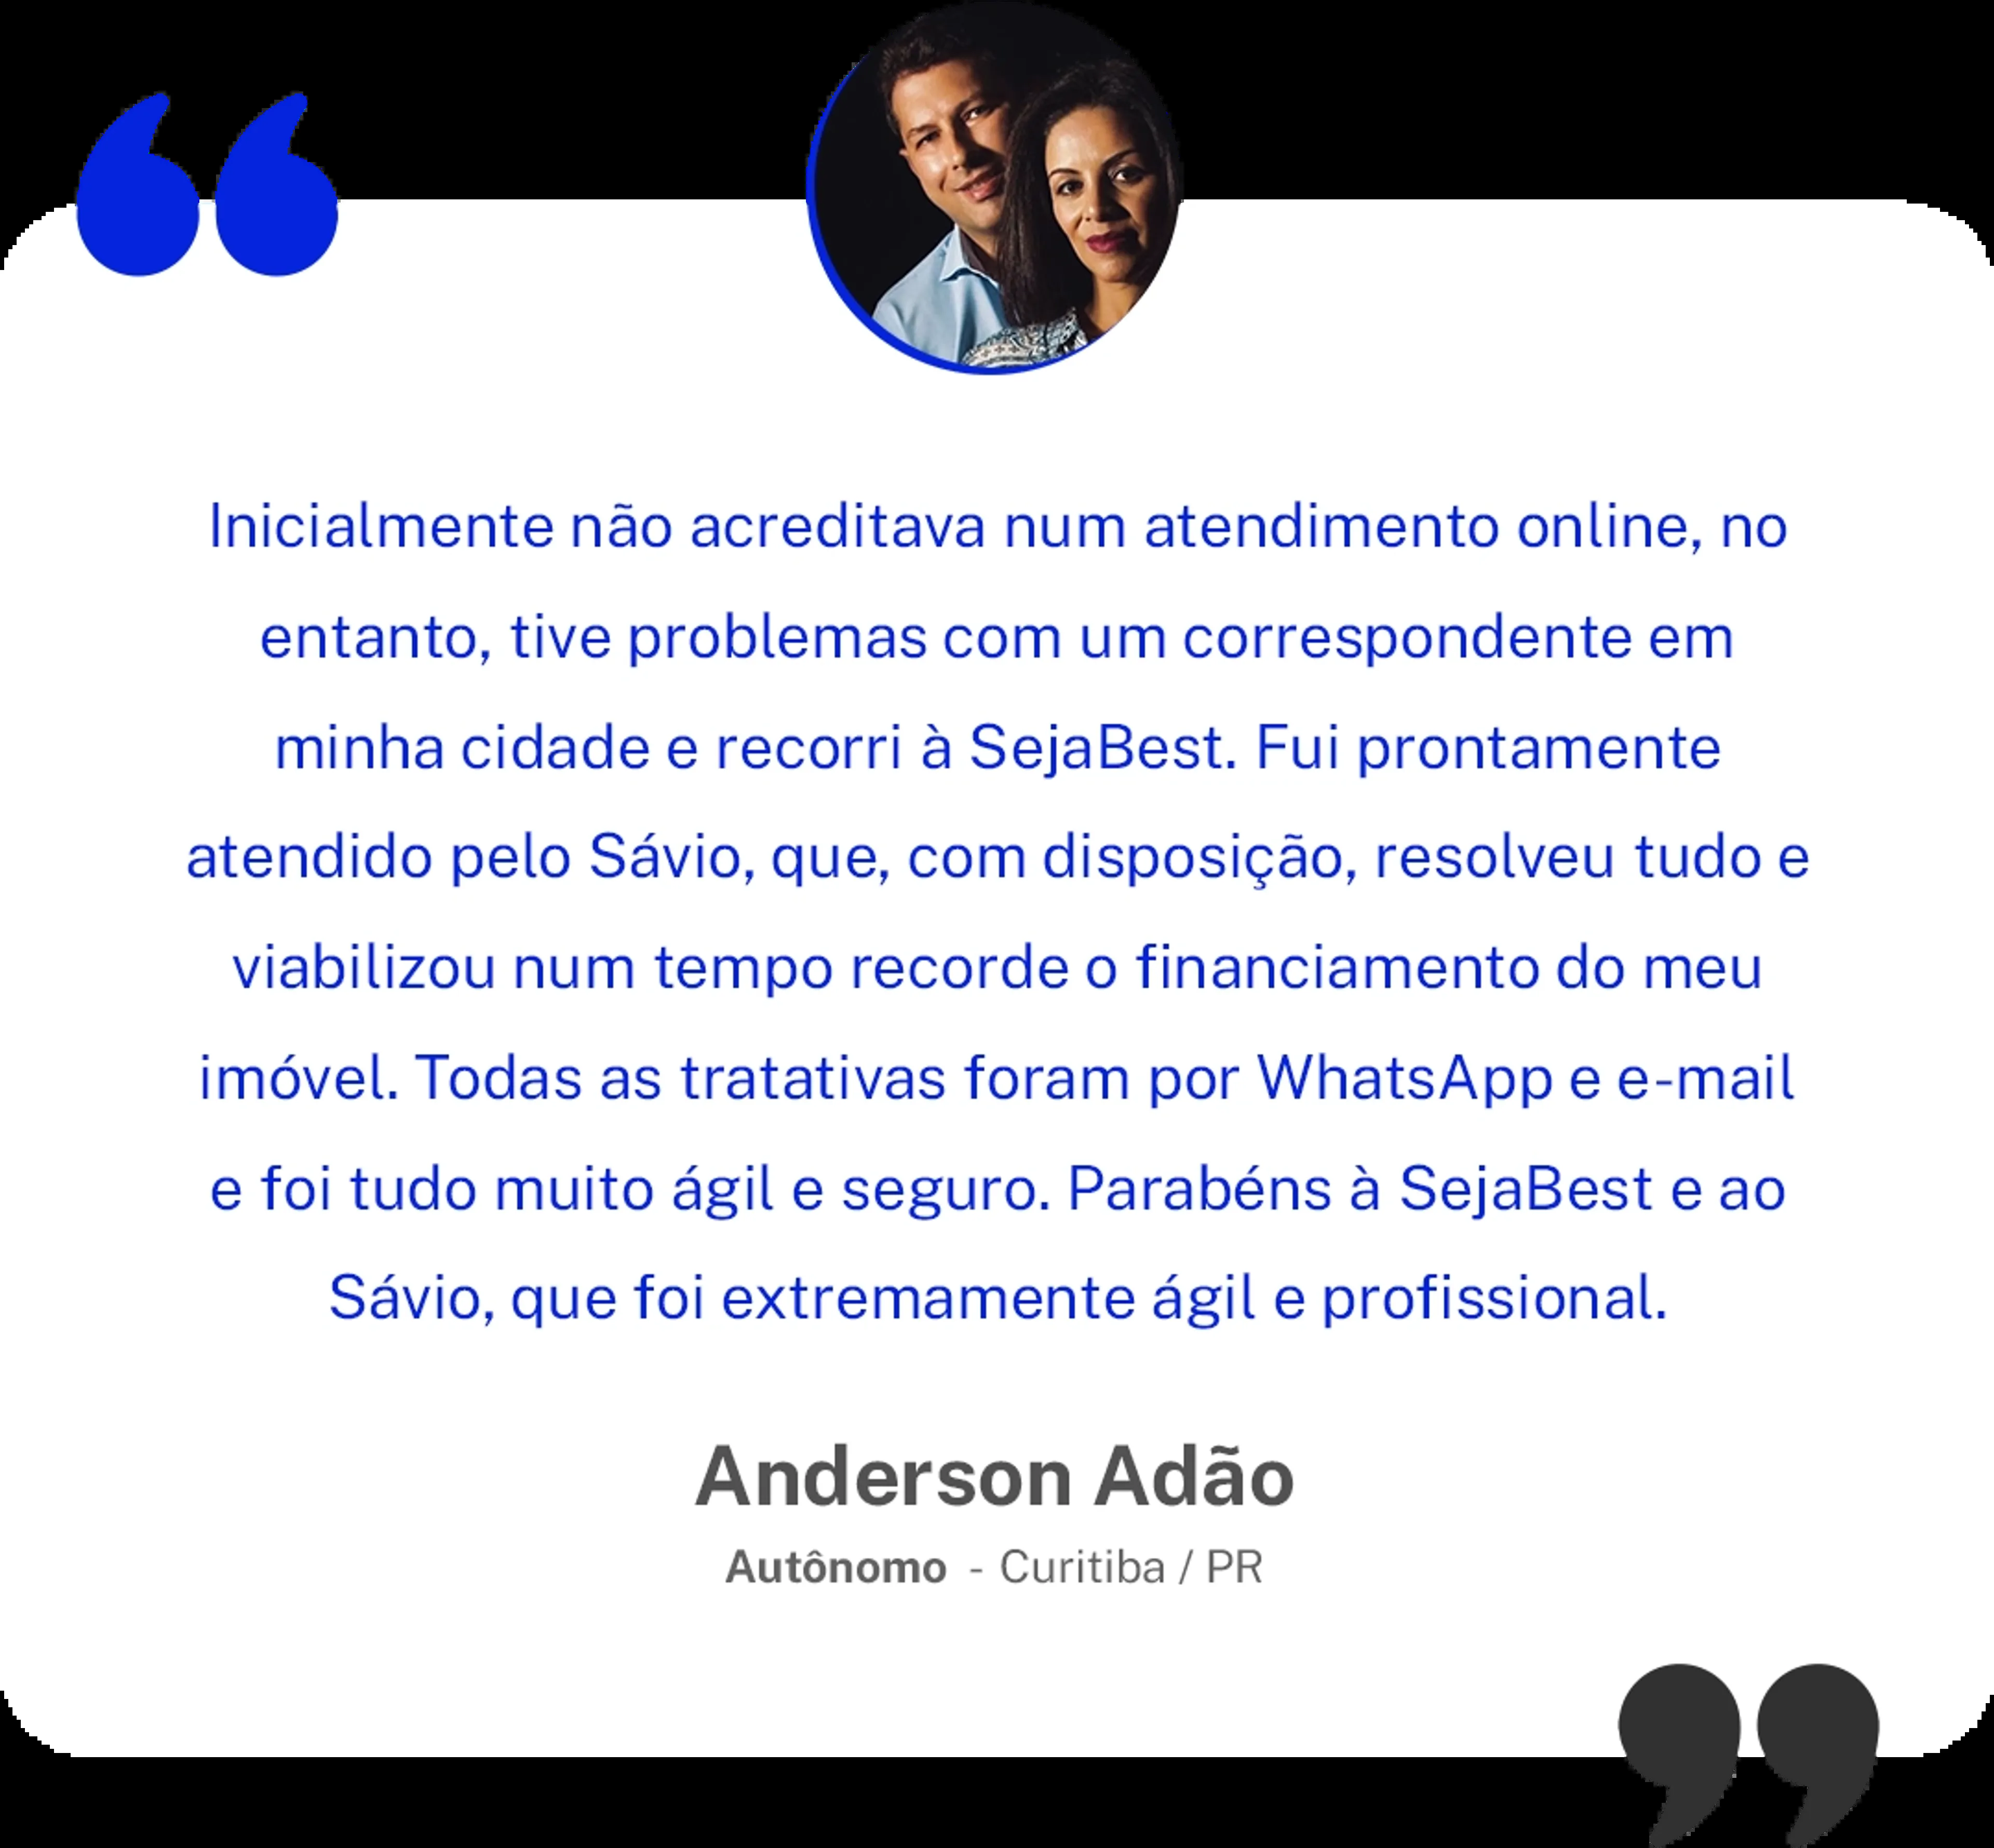 Inicialmente não acreditava num atendimento online, no
entanto, tive problemas com um correspondente em
minha cidade e recorri à SejaBest. Fui prontamente
atendido pelo Sávio, que, com disposição, resolveu tudo e
viabilizou num tempo recorde o financiamento do meu
imóvel. Todas as tratativas foram por WhatsApp e e-mail
e foi tudo muito ágil e seguro. Parabéns à SejaBest e ao
Sávio, que foi extremamente ágil e profissional.
Anderson Adão
Autônomo - Curitiba / PR